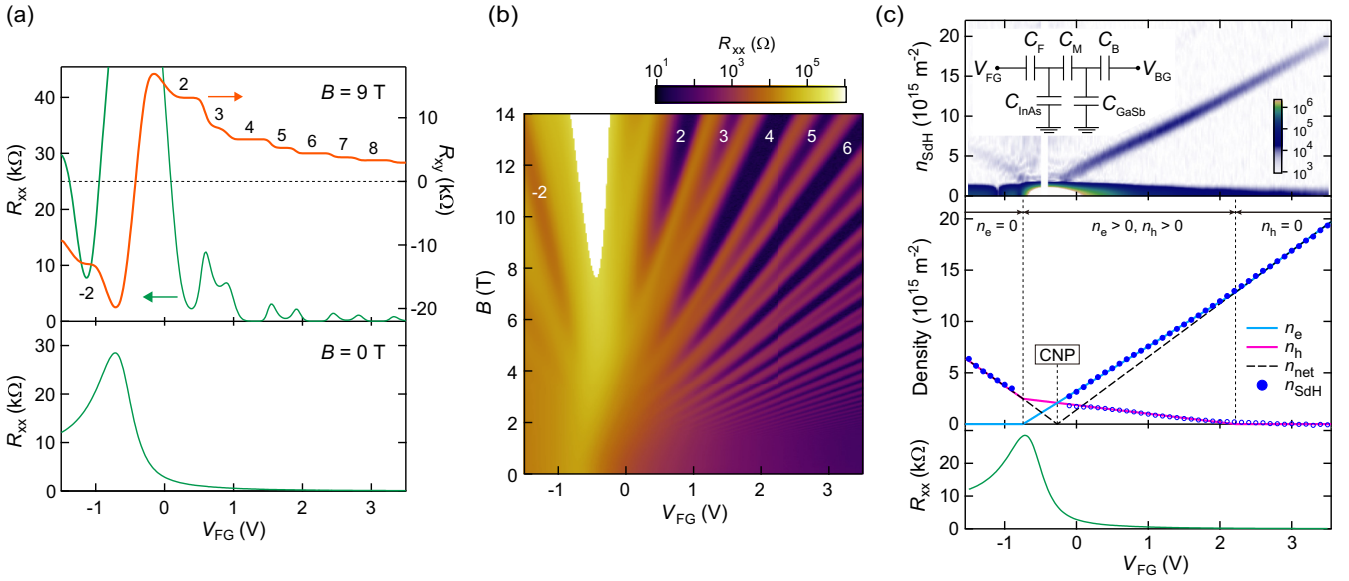 (a)
40
30
20
10
0
R_xx (kΩ)
B = 9 T
2
3
4
5
6
7
8
-2
10
0
-10
-20
R_xy (kΩ)
30
20
10
0
R_xx (kΩ)
B = 0 T
-1 0 1 2 3
V_FG (V)
(b)
R_xx (Ω)
10^1 10^3 10^5
14
12
10
8
6
4
2
0
B (T)
-2
2
3
4
5
6
-1 0 1 2 3
V_FG (V)
(c)
20
15
10
5
0
n_SdH (10^15 m^-2)
C_F C_M C_B
V_FG V_BG
C_InAs C_GaSb
10^6
10^5
10^4
10^3
n_e = 0 n_e > 0, n_h > 0 n_h = 0
20
15
10
5
0
Density (10^15 m^-2)
CNP
n_e
n_h
n_net
n_SdH
20
10
0
R_xx (kΩ)
-1 0 1 2 3
V_FG (V)